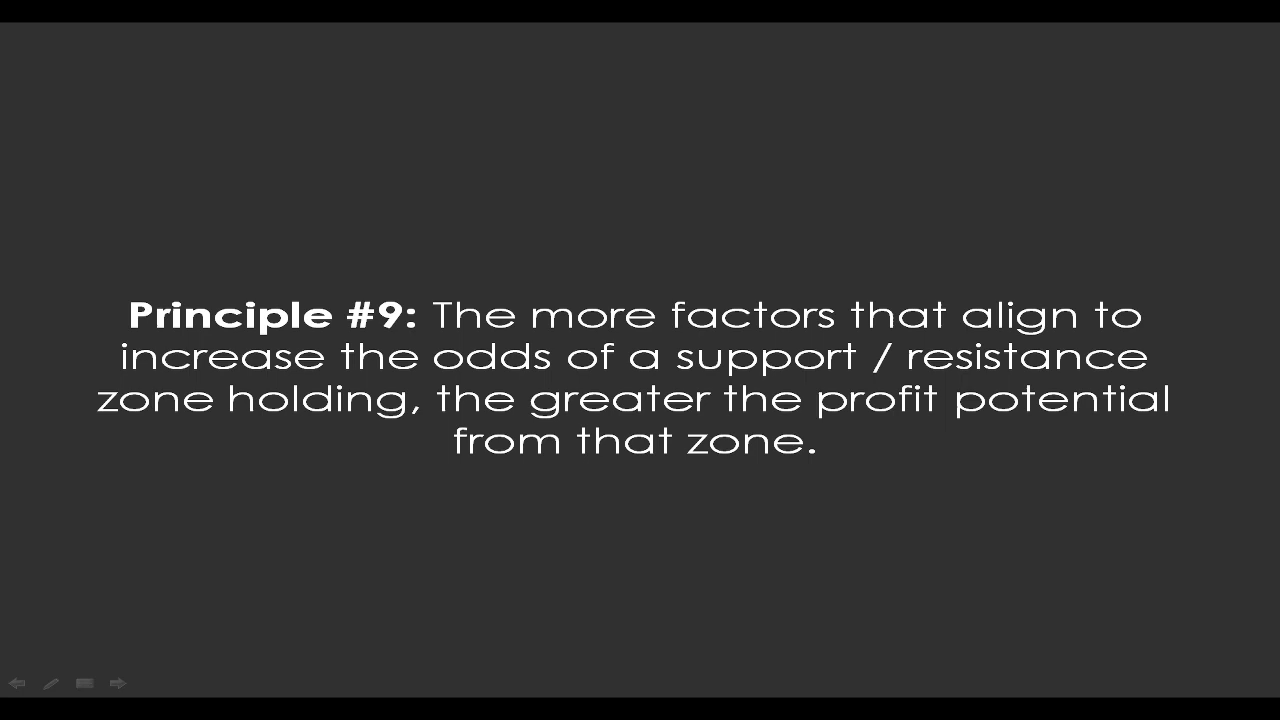 Principle #9: The more factors that align to
increase the odds of a support / resistance
zone holding, the greater the profit potential
from that zone.